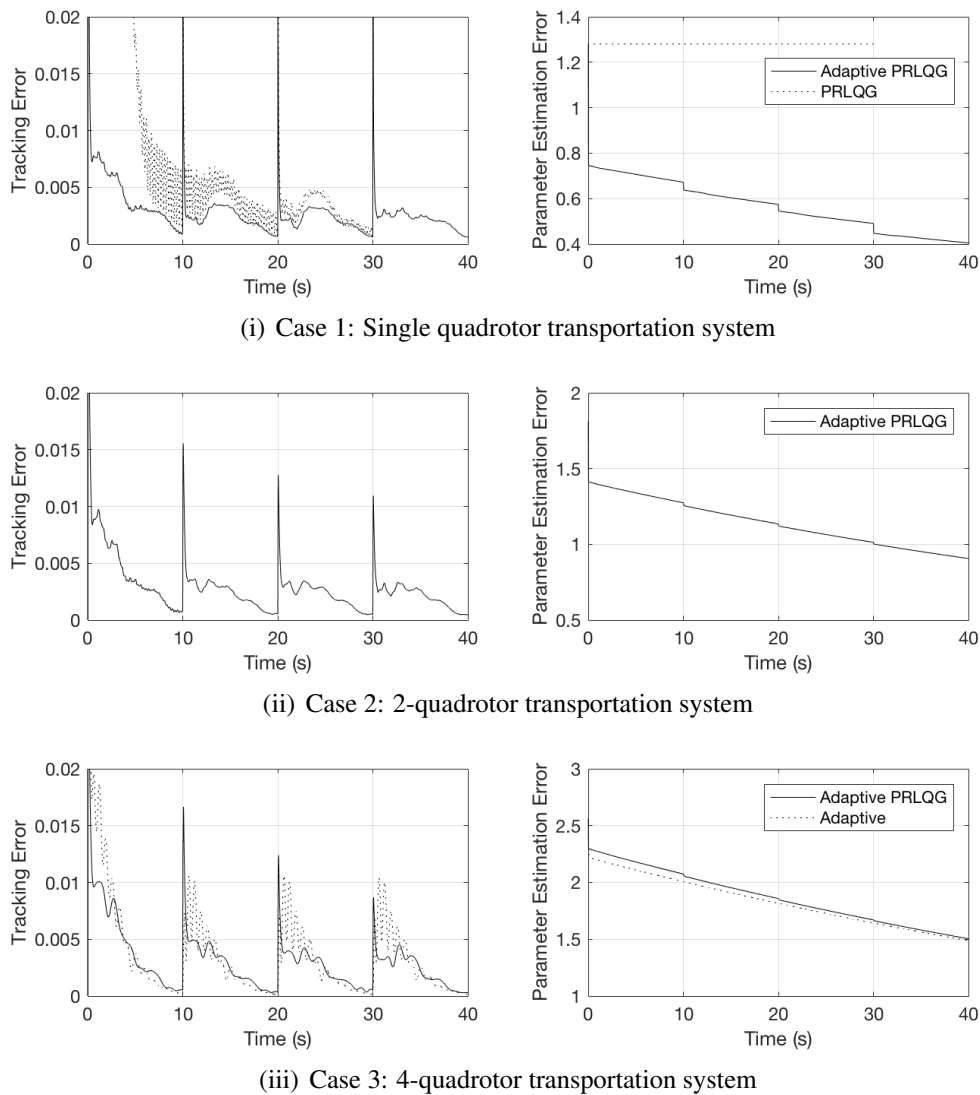 0.02
0.015
0.01
0.005
0
Tracking Error
0 10 20 30 40
Time (s)
1.4
1.2
1
0.8
0.6
0.4
Parameter Estimation Error
Adaptive PRLQG
PRLQG
0 10 20 30 40
Time (s)
(i) Case 1: Single quadrotor transportation system
0.02
0.015
0.01
0.005
0
Tracking Error
0 10 20 30 40
Time (s)
2
1.5
1
0.5
Parameter Estimation Error
Adaptive PRLQG
0 10 20 30 40
Time (s)
(ii) Case 2: 2-quadrotor transportation system
0.02
0.015
0.01
0.005
0
Tracking Error
0 10 20 30 40
Time (s)
3
2.5
2
1.5
1
Parameter Estimation Error
Adaptive PRLQG
Adaptive
0 10 20 30 40
Time (s)
(iii) Case 3: 4-quadrotor transportation system